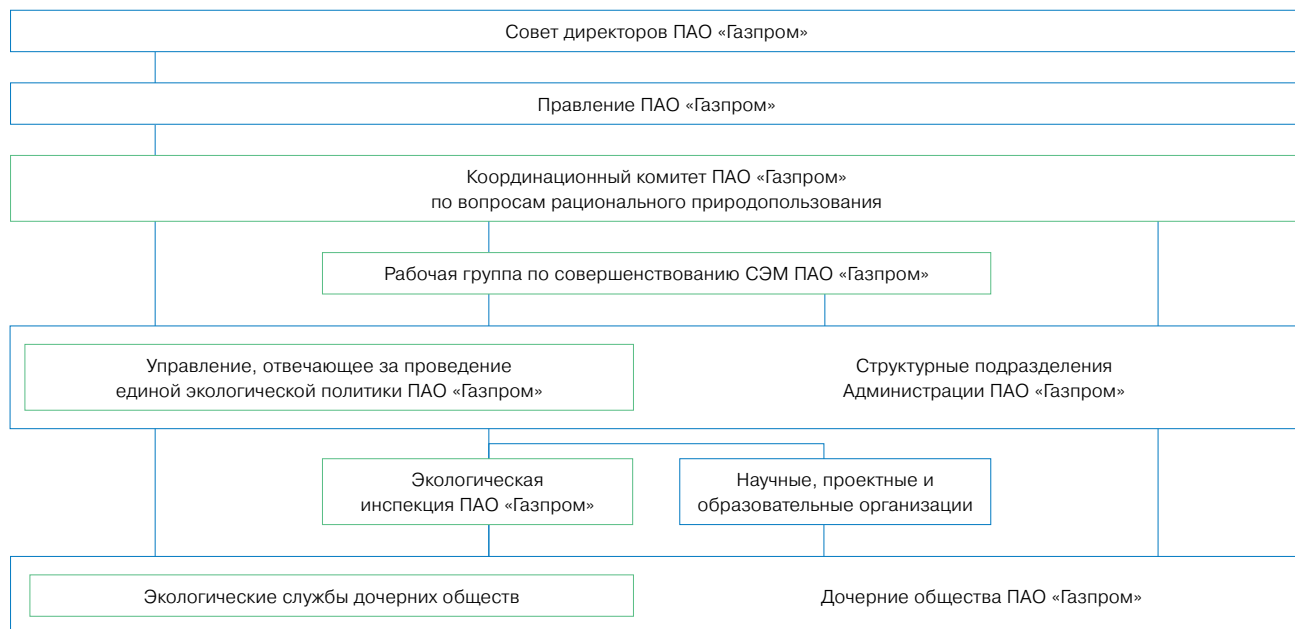 Совет директоров ПАО «Газпром»
Правление ПАО «Газпром»
Координационный комитет ПАО «Газпром»
по вопросам рационального природопользования
Рабочая группа по совершенствованию СЭМ ПАО «Газпром»
Управление, отвечающее за проведение
единой экологической политики ПАО «Газпром»
Структурные подразделения
Администрации ПАО «Газпром»
Экологическая
инспекция ПАО «Газпром»
Научные, проектные и
образовательные организации
Экологические службы дочерних обществ
Дочерние общества ПАО «Газпром»